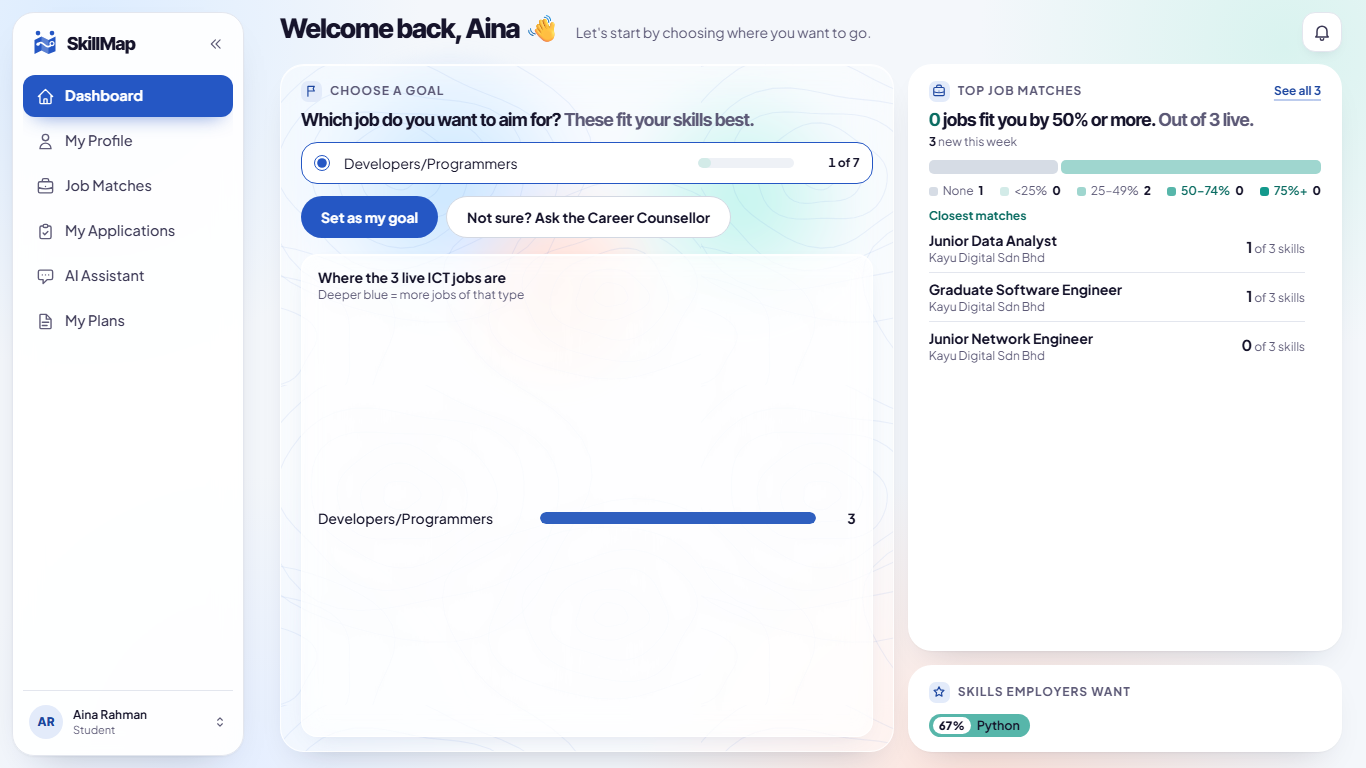 SkillMap
Dashboard
My Profile
Job Matches
My Applications
AI Assistant
My Plans
AR
Aina Rahman
Student
Welcome back, Aina 👋
Let's start by choosing where you want to go.
CHOOSE A GOAL
Which job do you want to aim for? These fit your skills best.
Developers/Programmers 1 of 7
Set as my goal
Not sure? Ask the Career Counsellor
Where the 3 live ICT jobs are
Deeper blue = more jobs of that type
Developers/Programmers 3
TOP JOB MATCHES
See all 3
0 jobs fit you by 50% or more. Out of 3 live.
3 new this week
None 1 <25% 0 25–49% 2 50–74% 0 75%+ 0
Closest matches
Junior Data Analyst
Kayu Digital Sdn Bhd
1 of 3 skills
Graduate Software Engineer
Kayu Digital Sdn Bhd
1 of 3 skills
Junior Network Engineer
Kayu Digital Sdn Bhd
0 of 3 skills
SKILLS EMPLOYERS WANT
67% Python